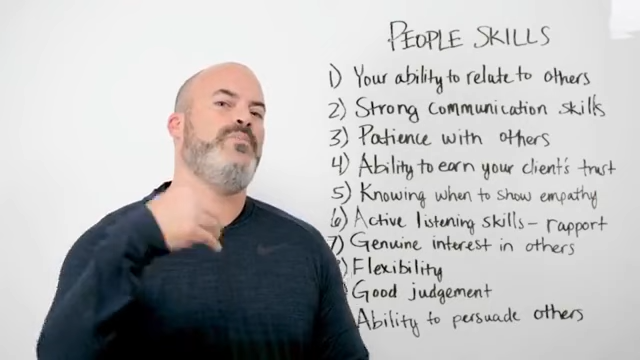 PEOPLE SKILLS
1) Your ability to relate to others
2) Strong communication skills
3) Patience with others
4) Ability to earn your client's trust
5) Knowing when to show empathy
6) Active listening skills - rapport
7) Genuine interest in others
) Flexibility
) Good judgement
Ability to persuade others